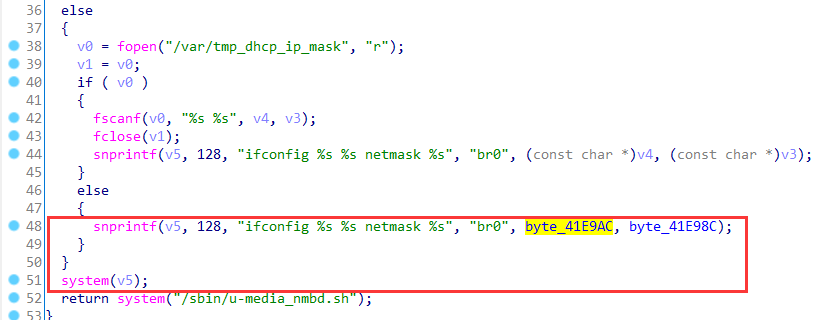 36 else
37 {
38 v0 = fopen("/var/tmp_dhcp_ip_mask", "r");
39 v1 = v0;
40 if ( v0 )
41 {
42 fscanf(v0, "%s %s", v4, v3);
43 fclose(v1);
44 snprintf(v5, 128, "ifconfig %s %s netmask %s", "br0", (const char *)v4, (const char *)v3);
45 }
46 else
47 {
48 snprintf(v5, 128, "ifconfig %s %s netmask %s", "br0", byte_41E9AC, byte_41E98C);
49 }
50 }
51 system(v5);
52 return system("/sbin/u-media_nmbd.sh");
53 }